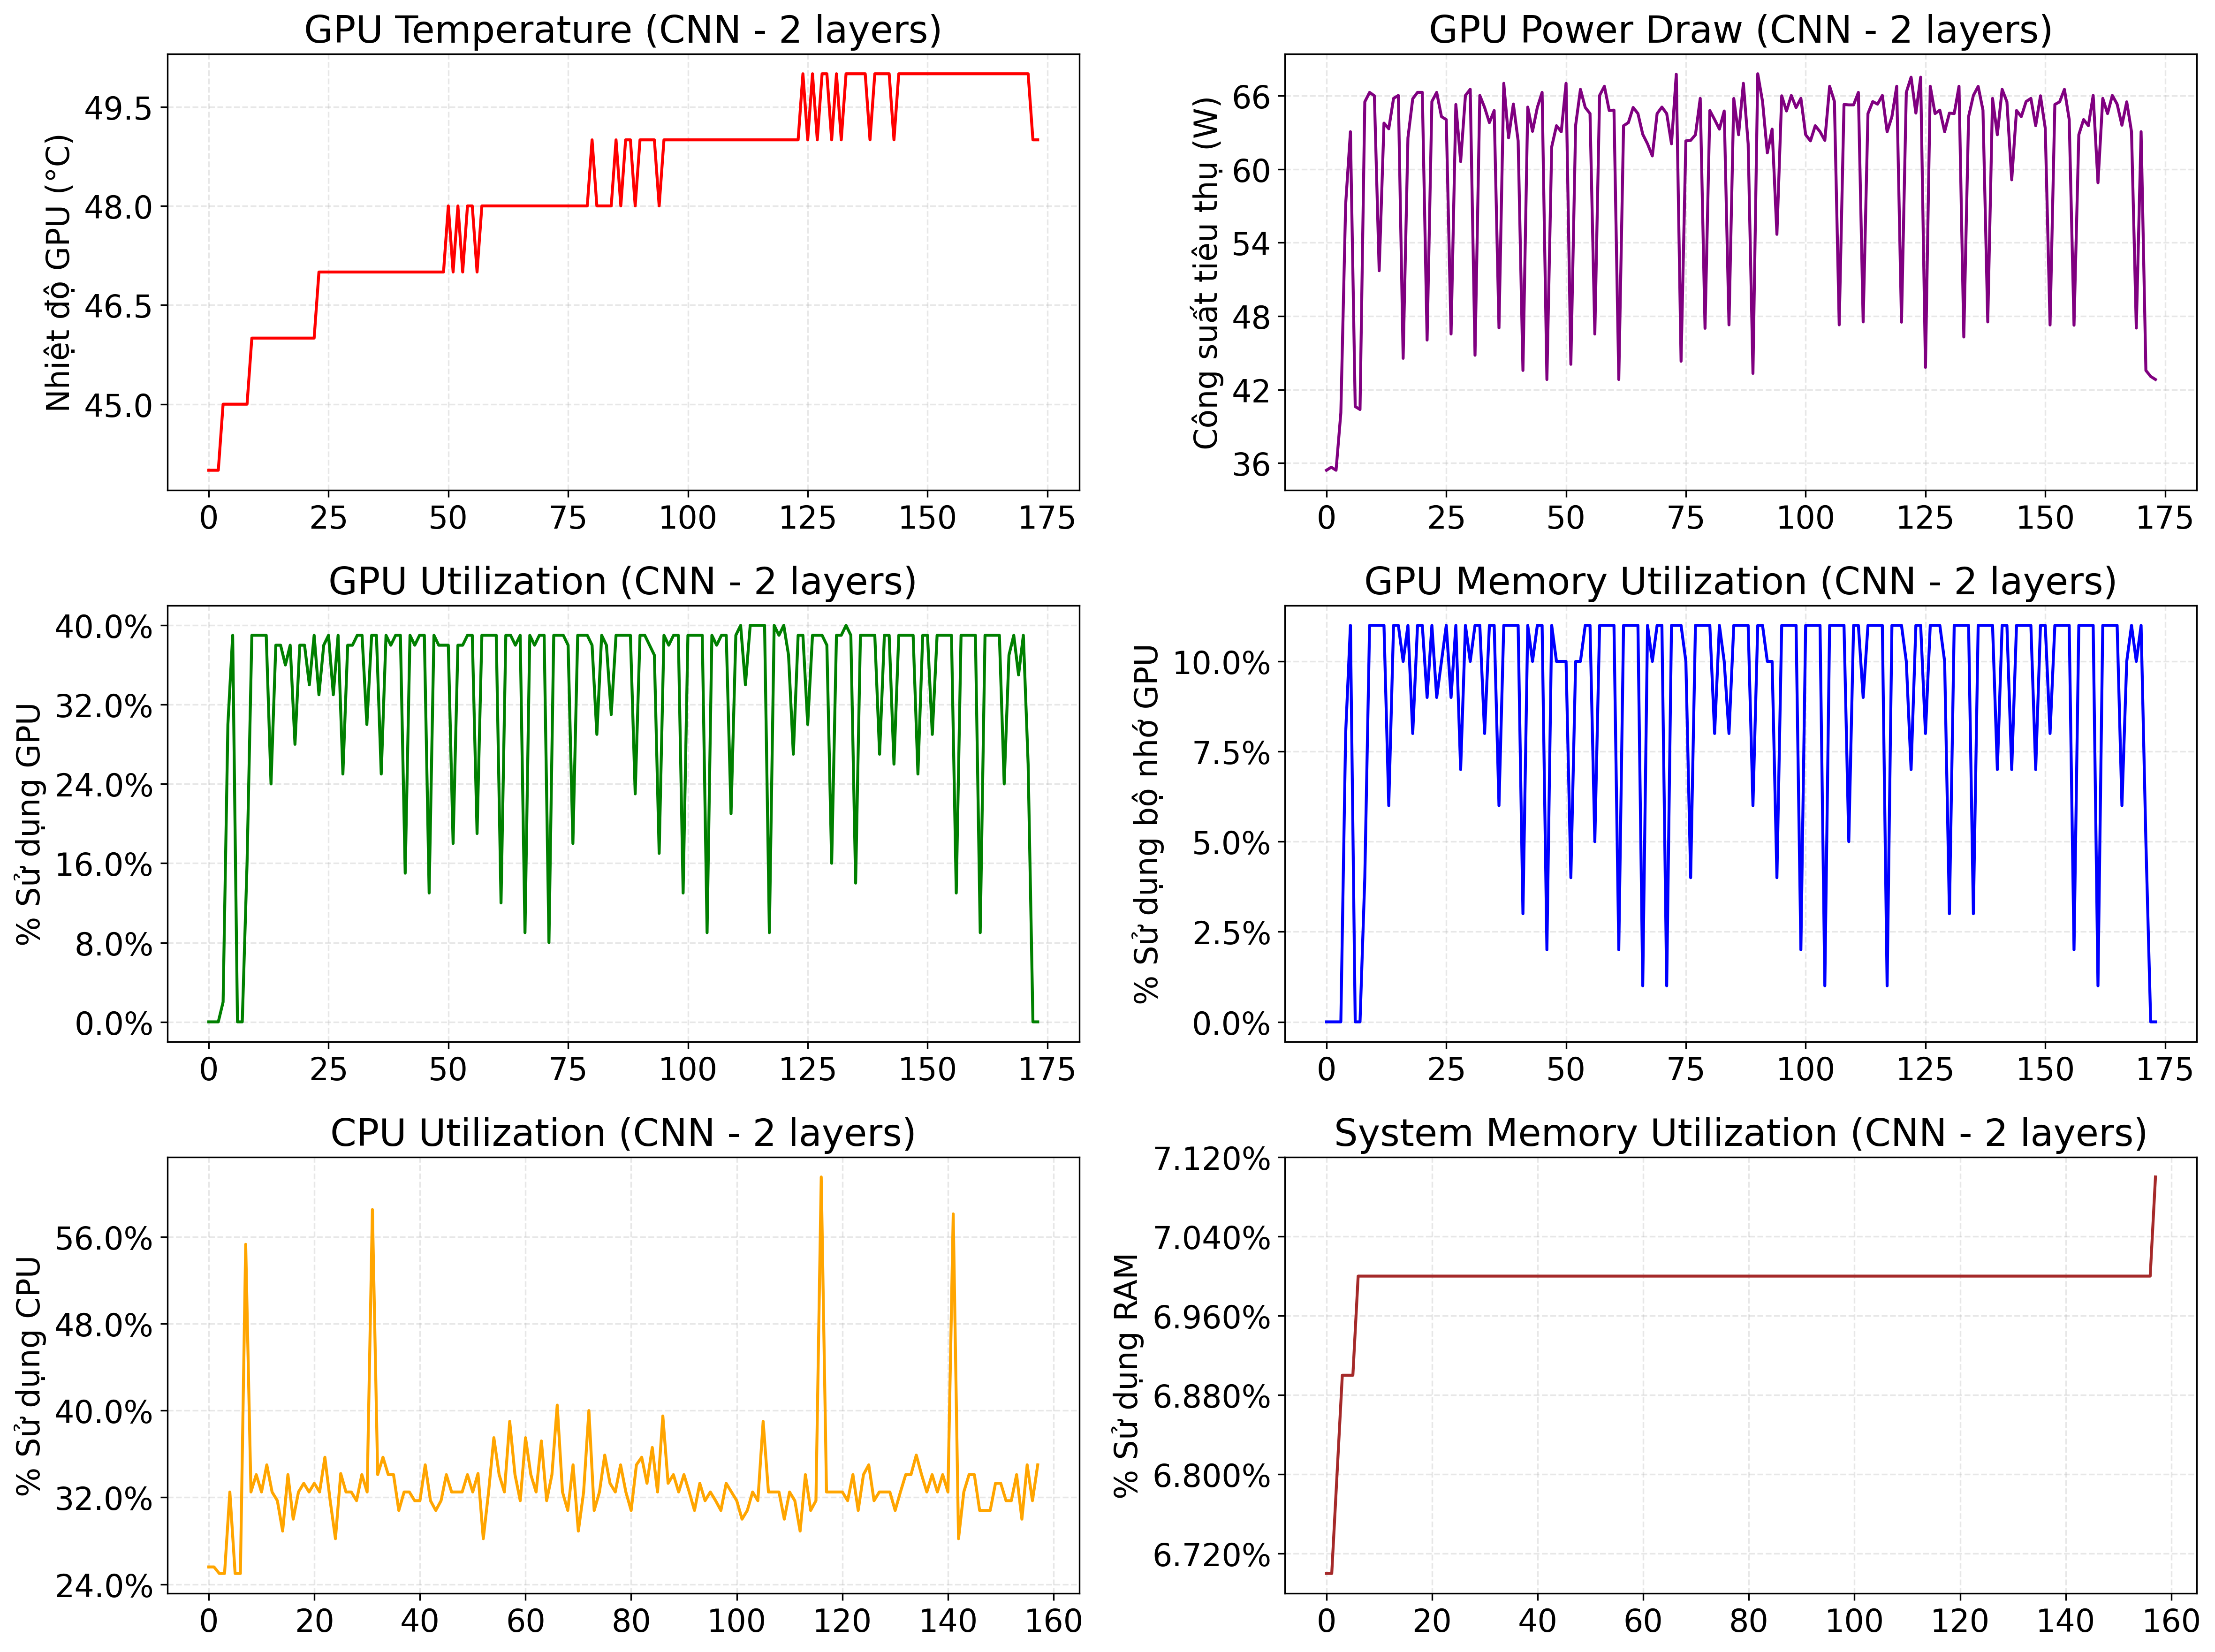 GPU Temperature (CNN - 2 layers)
Nhiệt độ GPU (°C)
49.5
48.0
46.5
45.0
0 25 50 75 100 125 150 175
GPU Power Draw (CNN - 2 layers)
Công suất tiêu thụ (W)
66
60
54
48
42
36
0 25 50 75 100 125 150 175
GPU Utilization (CNN - 2 layers)
% Sử dụng GPU
40.0%
32.0%
24.0%
16.0%
8.0%
0.0%
0 25 50 75 100 125 150 175
GPU Memory Utilization (CNN - 2 layers)
% Sử dụng bộ nhớ GPU
10.0%
7.5%
5.0%
2.5%
0.0%
0 25 50 75 100 125 150 175
CPU Utilization (CNN - 2 layers)
% Sử dụng CPU
56.0%
48.0%
40.0%
32.0%
24.0%
0 20 40 60 80 100 120 140 160
System Memory Utilization (CNN - 2 layers)
% Sử dụng RAM
7.120%
7.040%
6.960%
6.880%
6.800%
6.720%
0 20 40 60 80 100 120 140 160